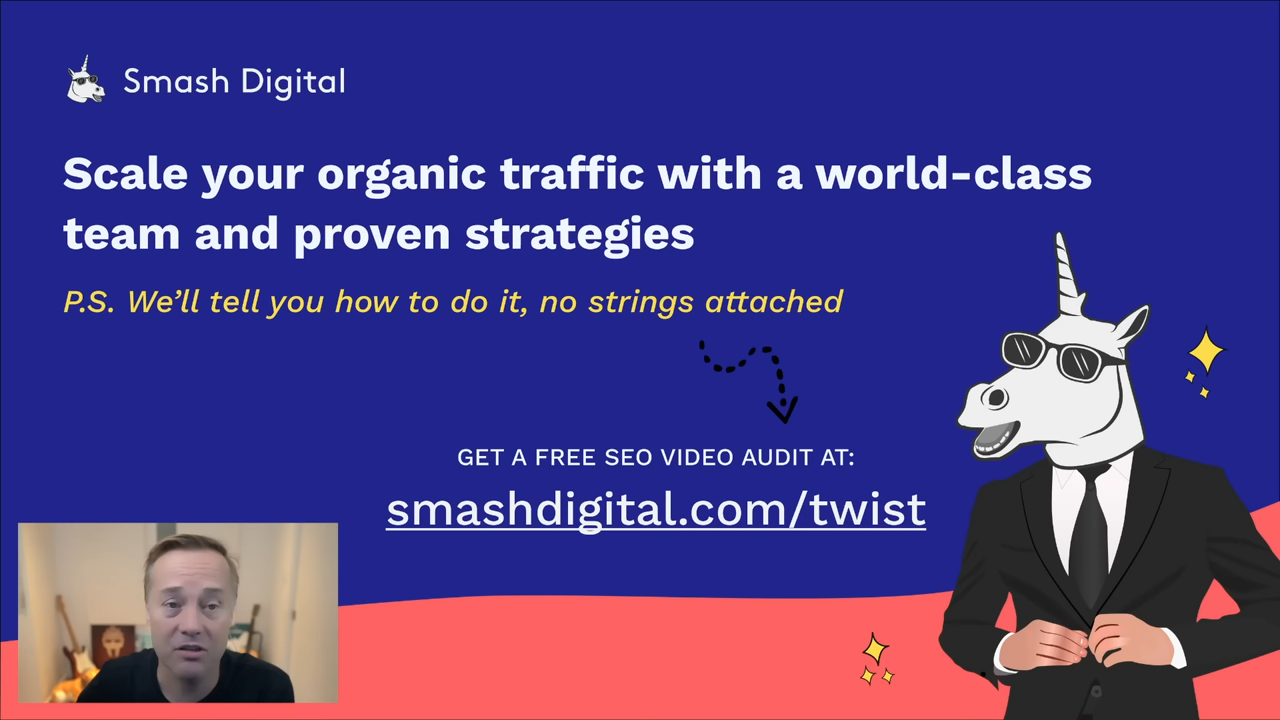 Smash Digital
Scale your organic traffic with a world-class
team and proven strategies
P.S. We’ll tell you how to do it, no strings attached
GET A FREE SEO VIDEO AUDIT AT:
smashdigital.com/twist